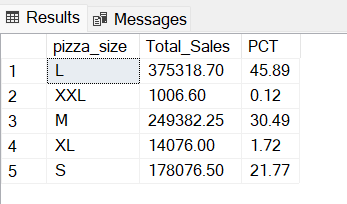 Results Messages
pizza_size Total_Sales PCT
1 L 375318.70 45.89
2 XXL 1006.60 0.12
3 M 249382.25 30.49
4 XL 14076.00 1.72
5 S 178076.50 21.77